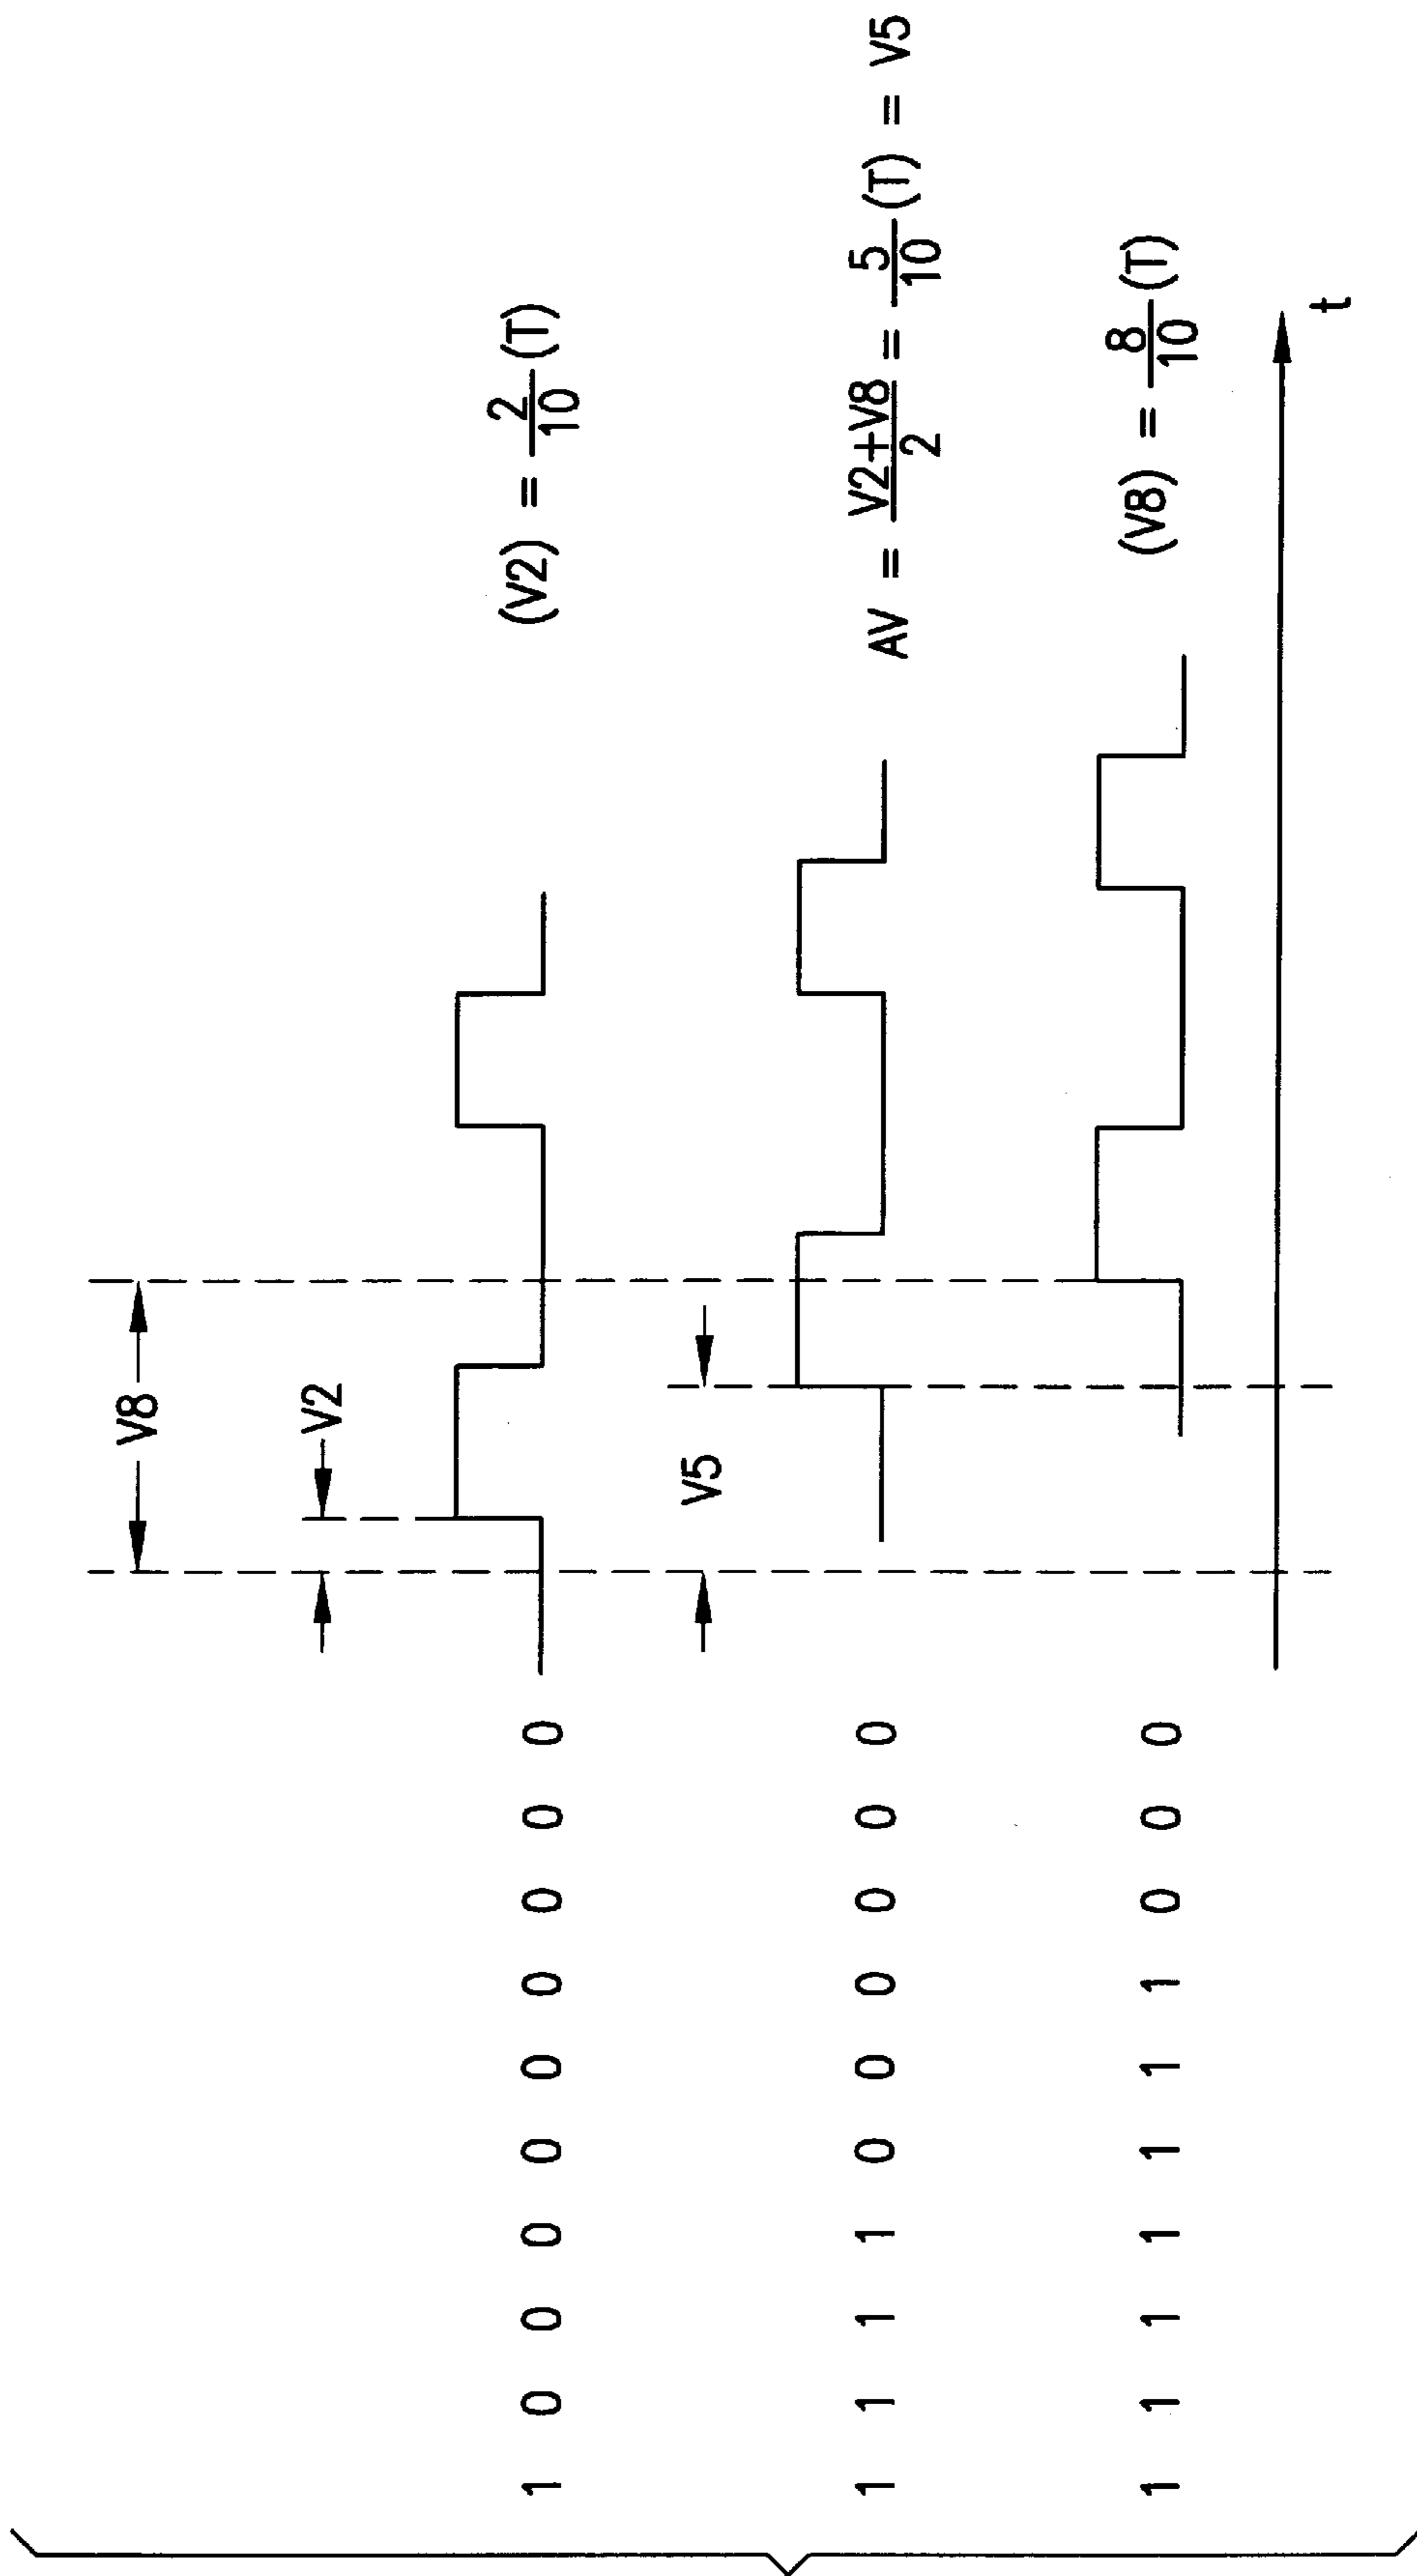 V8
V2
1 0 0 0 0 0 0 0 0 0 (V2) = 2/10 (T)
V5
1 1 1 1 0 0 0 0 0 0 AV = V2+V8/2 = 5/10 (T) = V5
1 1 1 1 1 1 1 0 0 0 (V8) = 8/10 (T)
t